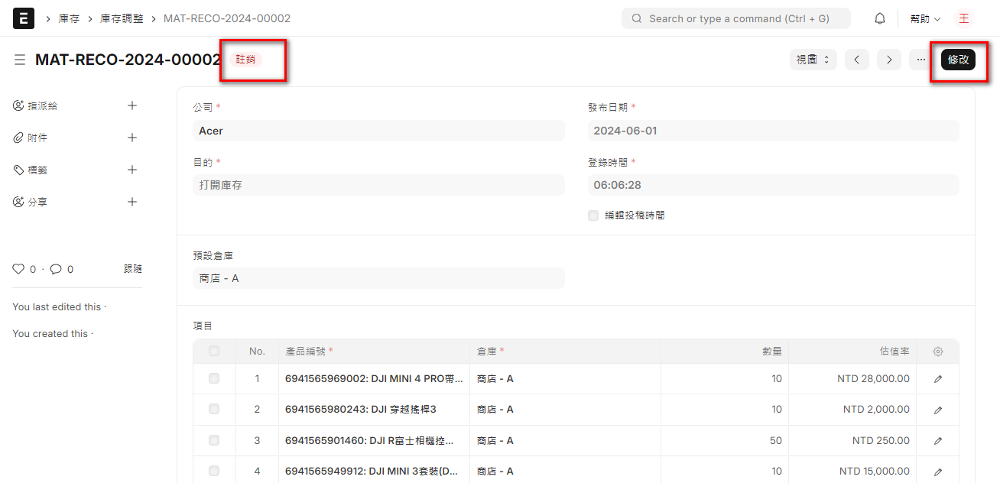 E 庫存 庫存調整 MAT-RECO-2024-00002 Search or type a command (Ctrl + G) 幫助 王
MAT-RECO-2024-00002 註銷 視圖 ··· 修改
指派給
附件
標籤
分享
0 · 0 跟隨
You last edited this ·
You created this ·
公司 * 發布日期 *
Acer 2024-06-01
目的 * 登錄時間 *
打開庫存 06:06:28
編輯投稿時間
預設倉庫
商店 - A
項目
No. 產品編號 * 倉庫 * 數量 估值率
1 6941565969002: DJI MINI 4 PRO帶... 商店 - A 10 NTD 28,000.00
2 6941565980243: DJI 穿越搖桿3 商店 - A 10 NTD 2,000.00
3 6941565901460: DJI R富士相機控... 商店 - A 50 NTD 250.00
4 6941565949912: DJI MINI 3套裝(D... 商店 - A 10 NTD 15,000.00